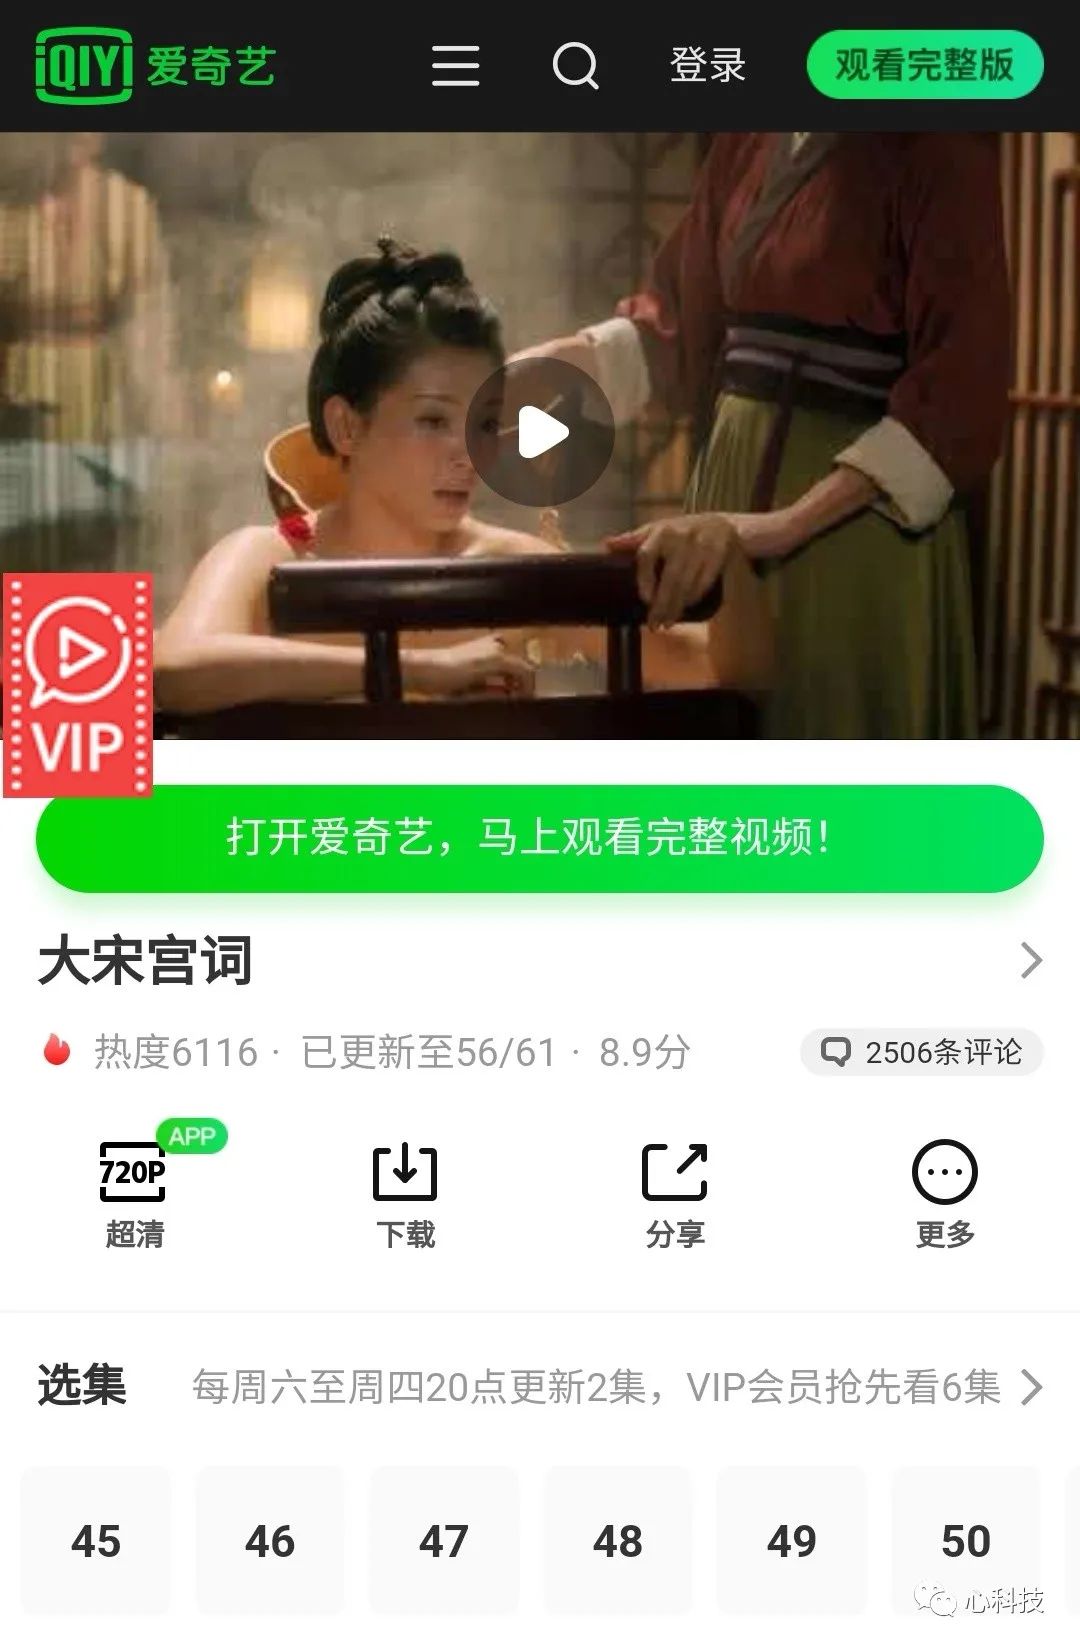 iQIYI 爱奇艺 登录 观看完整版
VIP
打开爱奇艺，马上观看完整视频！
大宋宫词
热度6116 · 已更新至56/61 · 8.9分 2506条评论
720P APP
超清 下载 分享 更多
选集 每周六至周四20点更新2集，VIP会员抢先看6集
45 46 47 48 49 50
心科技